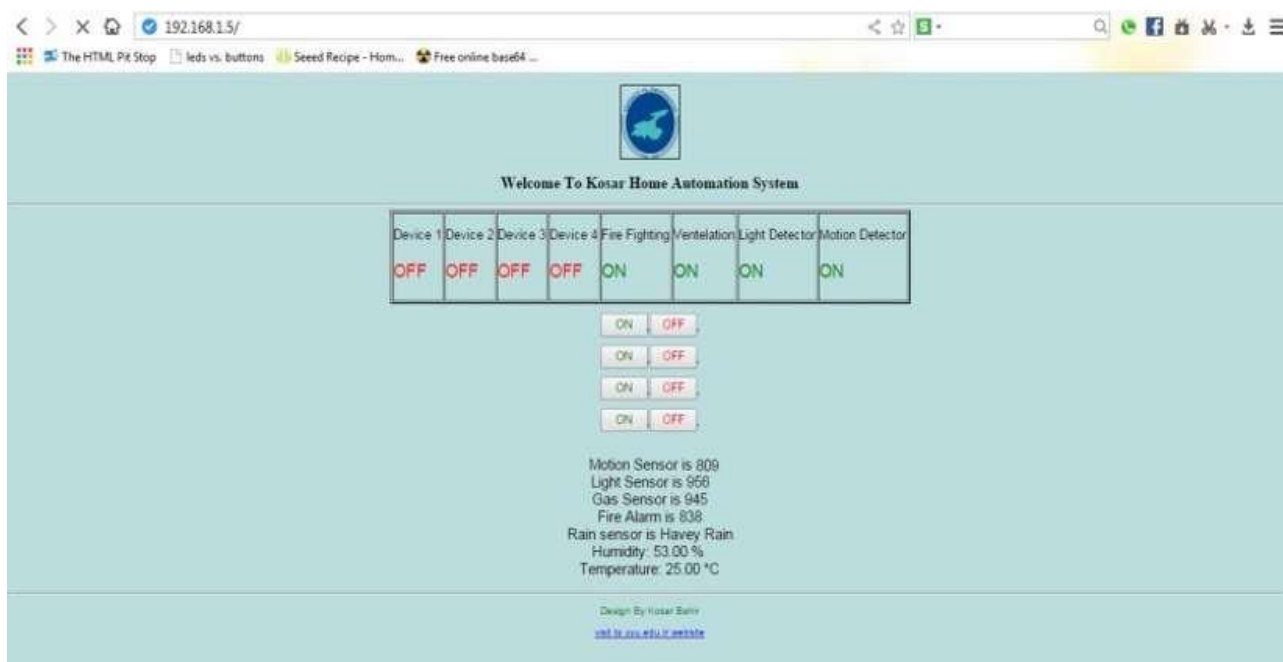 192.168.1.5/
The HTML Pit Stop leds vs. buttons Seeed Recipe - Hom... Free online base64 ...
Welcome To Kosar Home Automation System
Device 1 Device 2 Device 3 Device 4 Fire Fighting Ventelation Light Detector Motion Detector
OFF OFF OFF OFF ON ON ON ON
ON OFF
ON OFF
ON OFF
ON OFF
Motion Sensor is 809
Light Sensor is 956
Gas Sensor is 945
Fire Alarm is 838
Rain sensor is Havey Rain
Humidity: 53.00 %
Temperature: 25.00 °C
Design By Kosar
website